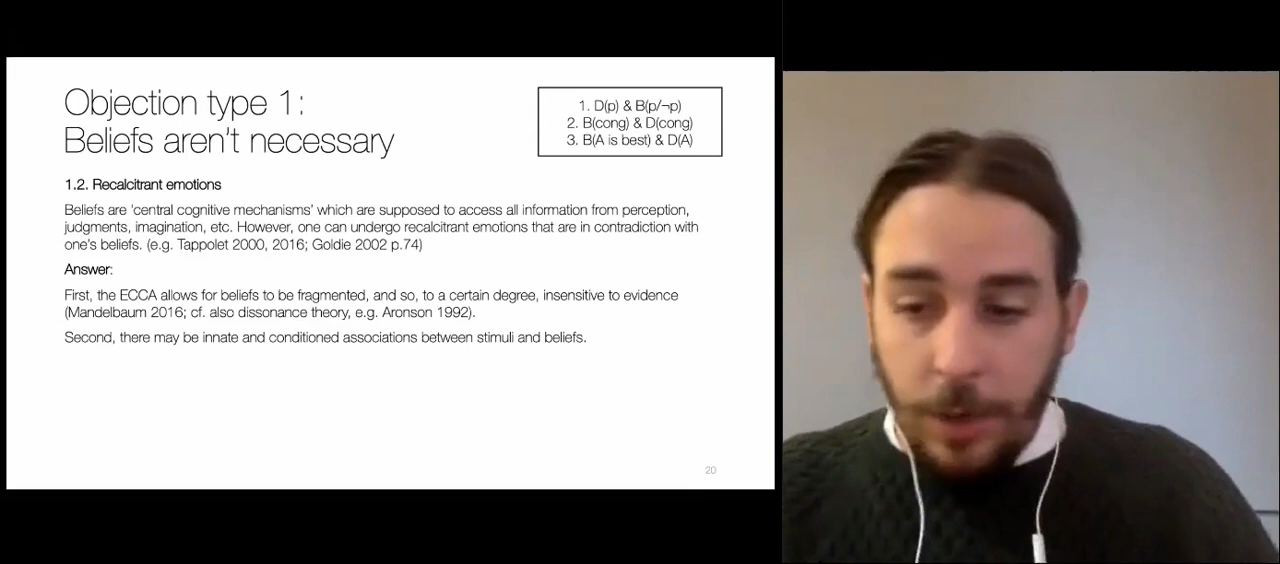 Objection type 1:
Beliefs aren't necessary
1. D(p) & B(p/¬p)
2. B(cong) & D(cong)
3. B(A is best) & D(A)
1.2. Recalcitrant emotions
Beliefs are 'central cognitive mechanisms' which are supposed to access all information from perception,
judgments, imagination, etc. However, one can undergo recalcitrant emotions that are in contradiction with
one's beliefs. (e.g. Tappolet 2000, 2016; Goldie 2002 p.74)
Answer:
First, the ECCA allows for beliefs to be fragmented, and so, to a certain degree, insensitive to evidence
(Mandelbaum 2016; cf. also dissonance theory, e.g. Aronson 1992).
Second, there may be innate and conditioned associations between stimuli and beliefs.
20